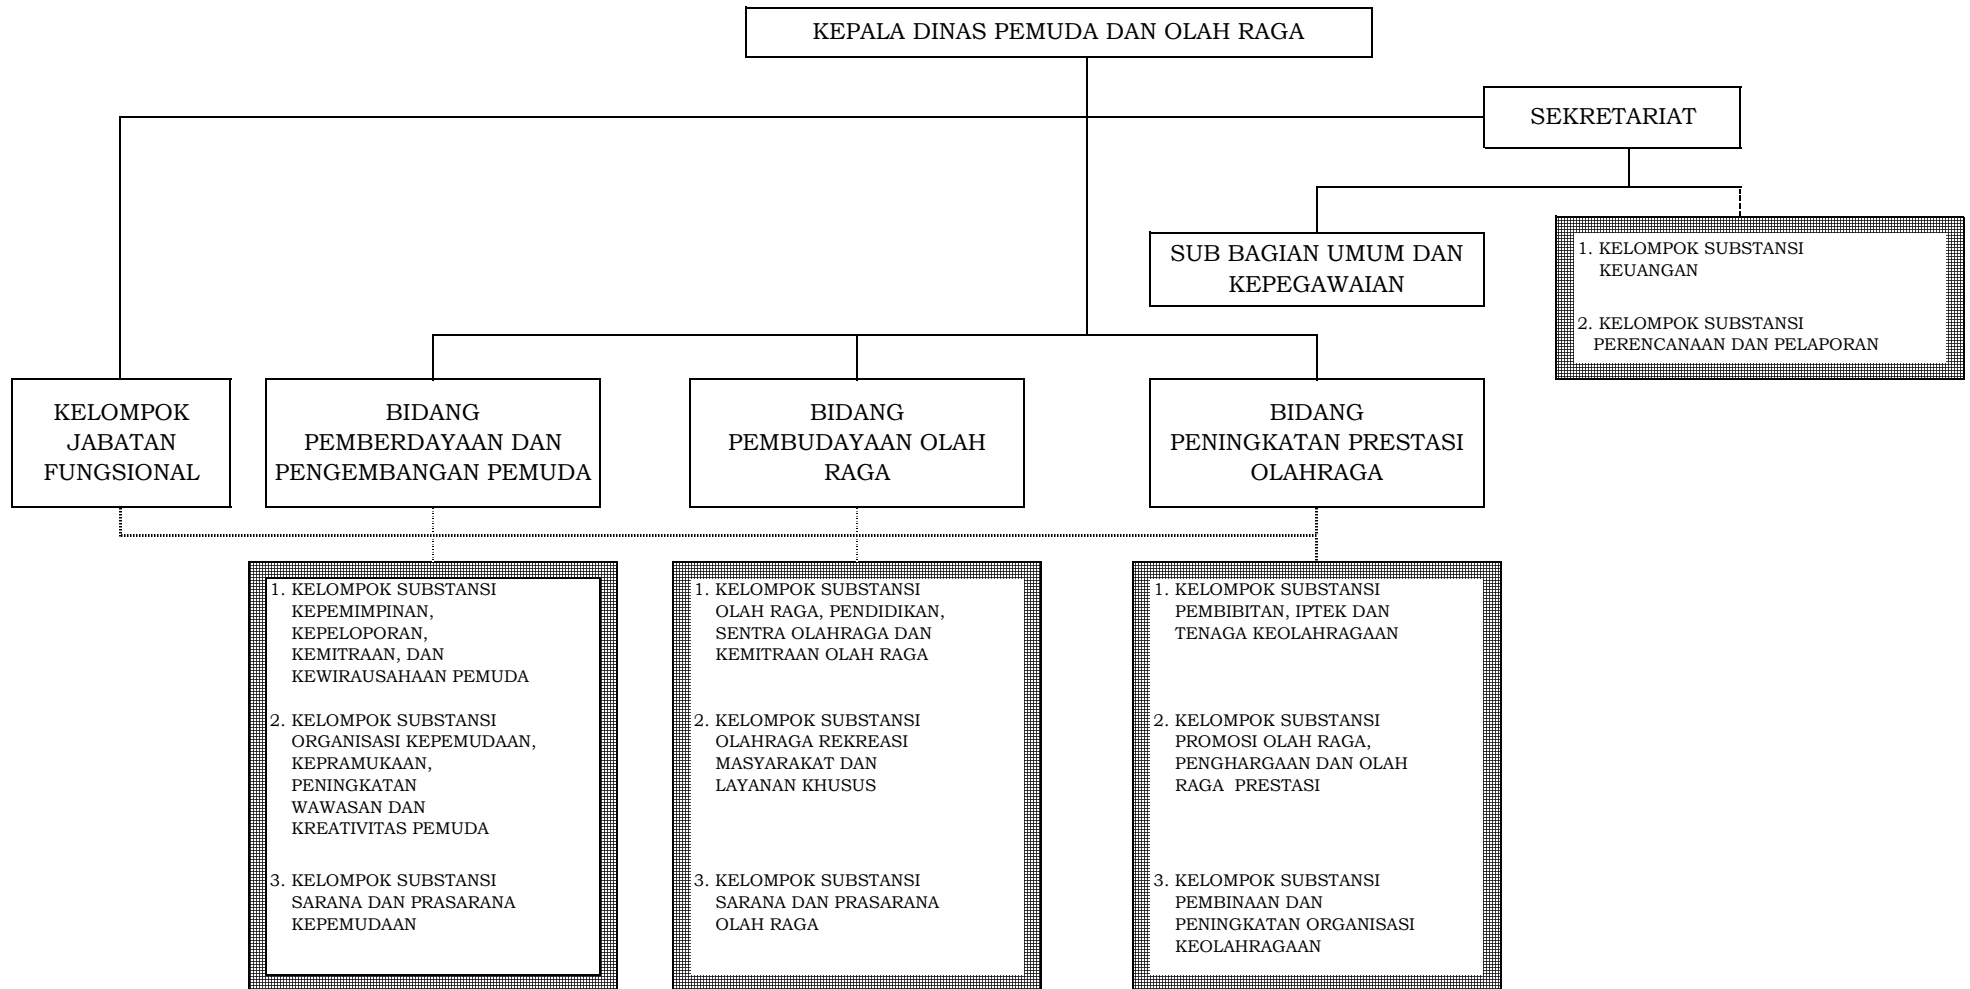 KEPALA DINAS PEMUDA DAN OLAH RAGA
SEKRETARIAT
SUB BAGIAN UMUM DAN
KEPEGAWAIAN
1. KELOMPOK SUBSTANSI
KEUANGAN
2. KELOMPOK SUBSTANSI
PERENCANAAN DAN PELAPORAN
KELOMPOK
JABATAN
FUNGSIONAL
BIDANG
PEMBERDAYAAN DAN
PENGEMBANGAN PEMUDA
BIDANG
PEMBUDAYAAN OLAH
RAGA
BIDANG
PENINGKATAN PRESTASI
OLAHRAGA
1. KELOMPOK SUBSTANSI
KEPEMIMPINAN,
KEPELOPORAN,
KEMITRAAN, DAN
KEWIRAUSAHAAN PEMUDA
2. KELOMPOK SUBSTANSI
ORGANISASI KEPEMUDAAN,
KEPRAMUKAAN,
PENINGKATAN
WAWASAN DAN
KREATIVITAS PEMUDA
3. KELOMPOK SUBSTANSI
SARANA DAN PRASARANA
KEPEMUDAAN
1. KELOMPOK SUBSTANSI
OLAH RAGA, PENDIDIKAN,
SENTRA OLAHRAGA DAN
KEMITRAAN OLAH RAGA
2. KELOMPOK SUBSTANSI
OLAHRAGA REKREASI
MASYARAKAT DAN
LAYANAN KHUSUS
3. KELOMPOK SUBSTANSI
SARANA DAN PRASARANA
OLAH RAGA
1. KELOMPOK SUBSTANSI
PEMBIBITAN, IPTEK DAN
TENAGA KEOLAHRAGAAN
2. KELOMPOK SUBSTANSI
PROMOSI OLAH RAGA,
PENGHARGAAN DAN OLAH
RAGA PRESTASI
3. KELOMPOK SUBSTANSI
PEMBINAAN DAN
PENINGKATAN ORGANISASI
KEOLAHRAGAAN